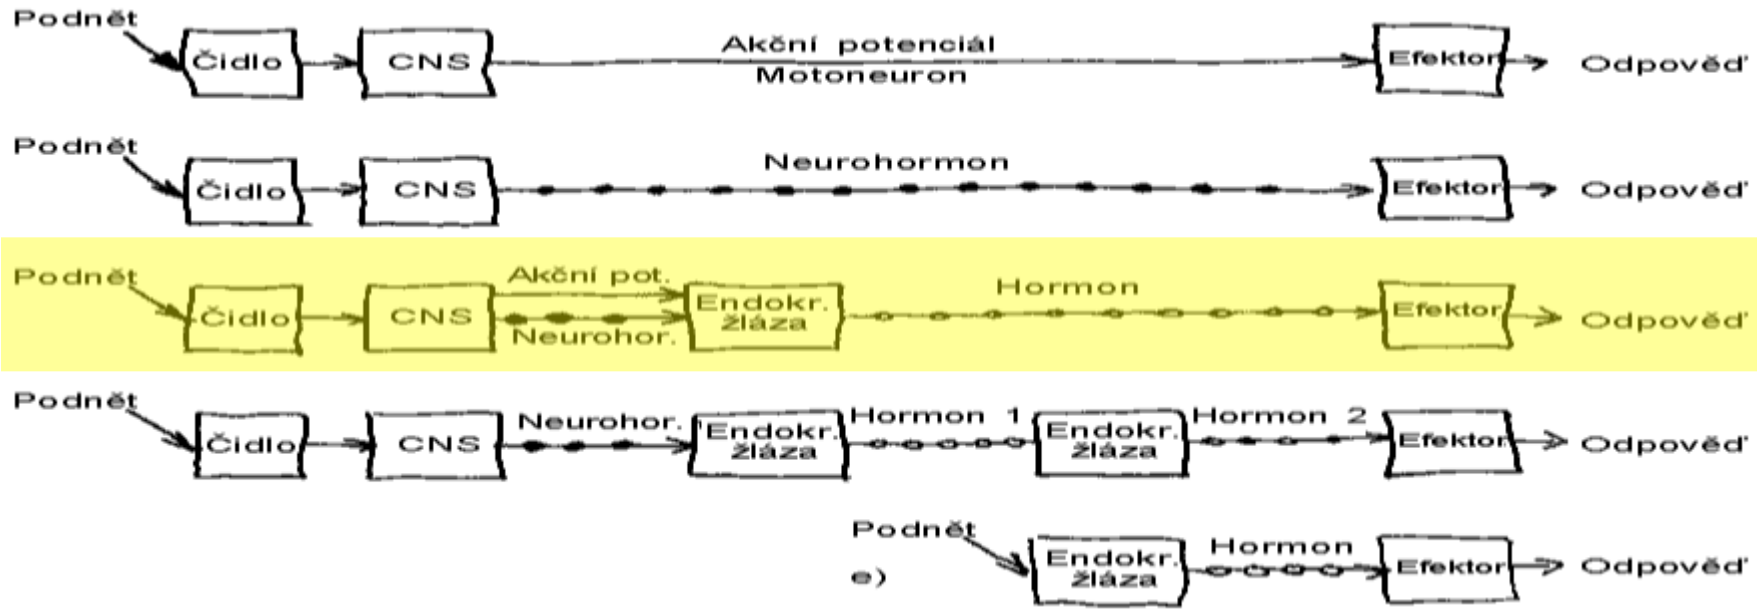 Podnět
Čidlo CNS Akční potenciál Efektor Odpověď
Motoneuron
Podnět
Neurohormon
Čidlo CNS Efektor Odpověď
Podnět Akční pot. Hormon
Čidlo CNS Endokr. žláza Efektor Odpověď
Neurohor.
Podnět Neurohor. Hormon 1 Hormon 2
Čidlo CNS Endokr. žláza Endokr. žláza Efektor Odpověď
Podnět Hormon
e) Endokr. žláza Efektor Odpověď